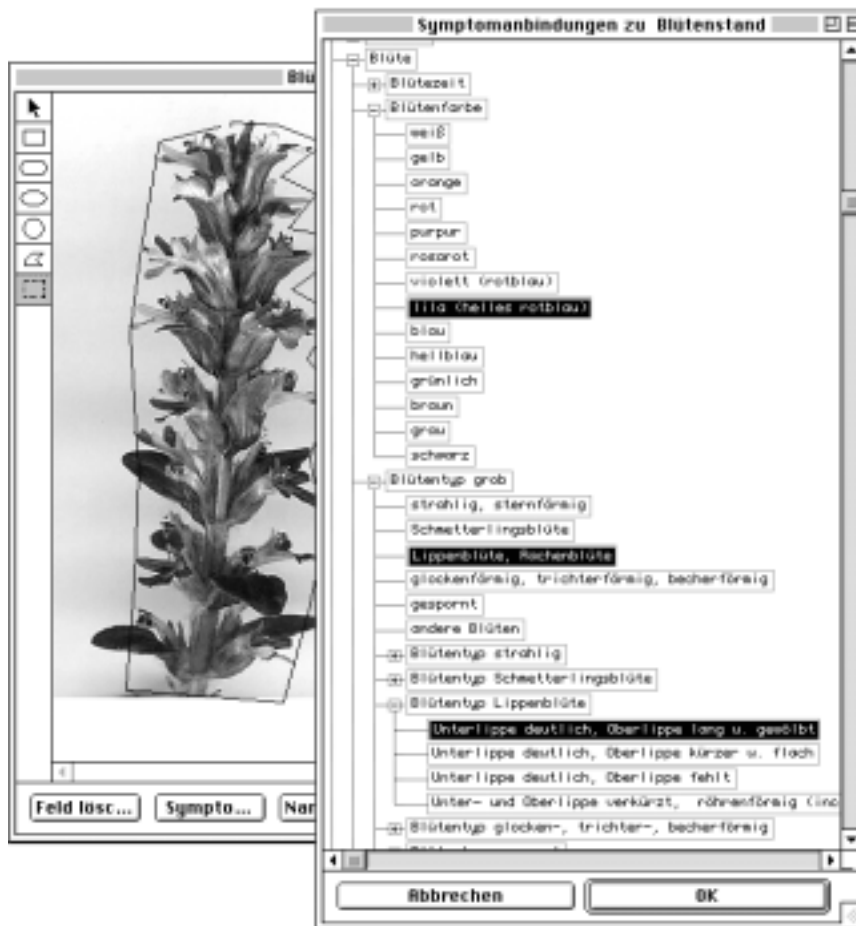 Symptomanbindungen zu Blütenstand
Blü
Blüte
Blütezeit
Blütenfarbe
weiß
gelb
orange
rot
purpur
rosarot
violett (rotblau)
lila (helles rotblau)
blau
hellblau
grünlich
braun
grau
schwarz
Blütentyp grob
strahlig, sternförmig
Schmetterlingsblüte
Lippenblüte, Rachenblüte
glockenförmig, trichterförmig, becherförmig
gespornt
andere Blüten
Blütentyp strahlig
Blütentyp Schmetterlingsblüte
Blütentyp Lippenblüte
Unterlippe deutlich, Oberlippe lang u. gewölbt
Unterlippe deutlich, Oberlippe kürzer u. flach
Unterlippe deutlich, Oberlippe fehlt
Unter- und Oberlippe verkürzt, röhrenförmig (inc
Blütentyp glocken-, trichter-, becherförmig
Feld lösc... Sympto... Nar
Abbrechen OK